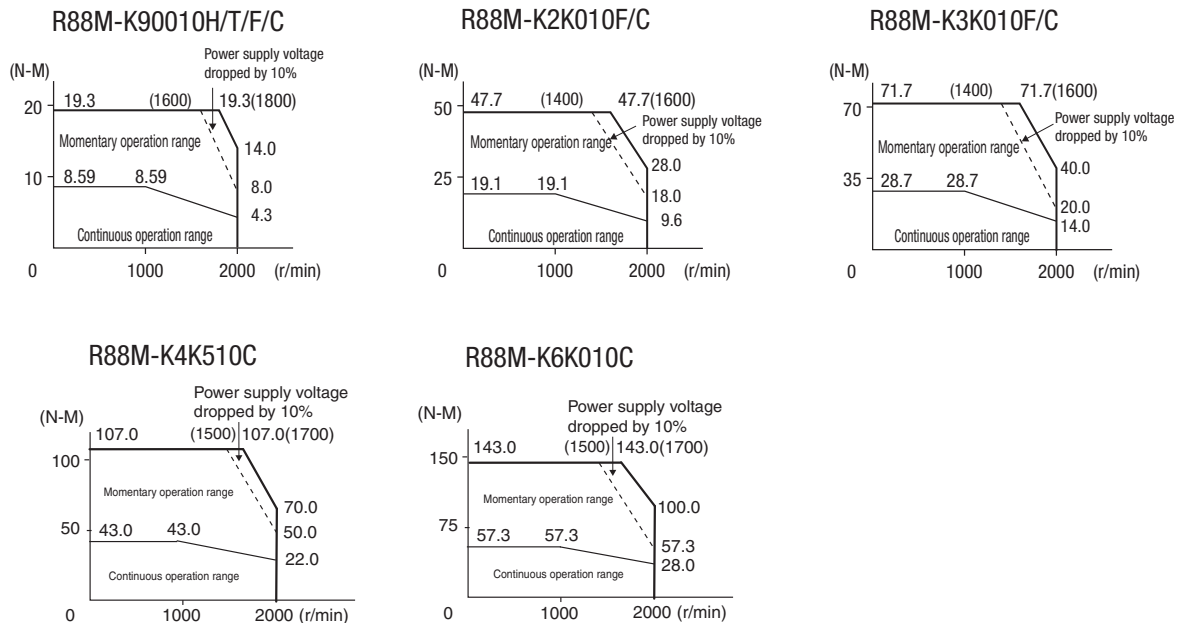 R88M-K90010H/T/F/C
Power supply voltage
dropped by 10%
(N-M)
20
19.3
(1600)
19.3(1800)
Momentary operation range
14.0
10
8.59
8.59
8.0
4.3
Continuous operation range
0
1000
2000
(r/min)
R88M-K2K010F/C
(N-M)
50
47.7
(1400)
47.7(1600)
Power supply voltage
dropped by 10%
Momentary operation range
28.0
25
19.1
19.1
18.0
9.6
Continuous operation range
0
1000
2000
(r/min)
R88M-K3K010F/C
(N-M)
70
71.7
(1400)
71.7(1600)
Power supply voltage
dropped by 10%
Momentary operation range
40.0
35
28.7
28.7
20.0
14.0
Continuous operation range
0
1000
2000
(r/min)
R88M-K4K510C
Power supply voltage
dropped by 10%
(N-M)
107.0
(1500)
107.0(1700)
100
Momentary operation range
70.0
50
43.0
43.0
50.0
22.0
Continuous operation range
0
1000
2000 (r/min)
R88M-K6K010C
Power supply voltage
dropped by 10%
(N-M)
150
143.0
(1500)
143.0(1700)
Momentary operation range
100.0
75
57.3
57.3
57.3
28.0
Continuous operation range
0
1000
2000 (r/min)